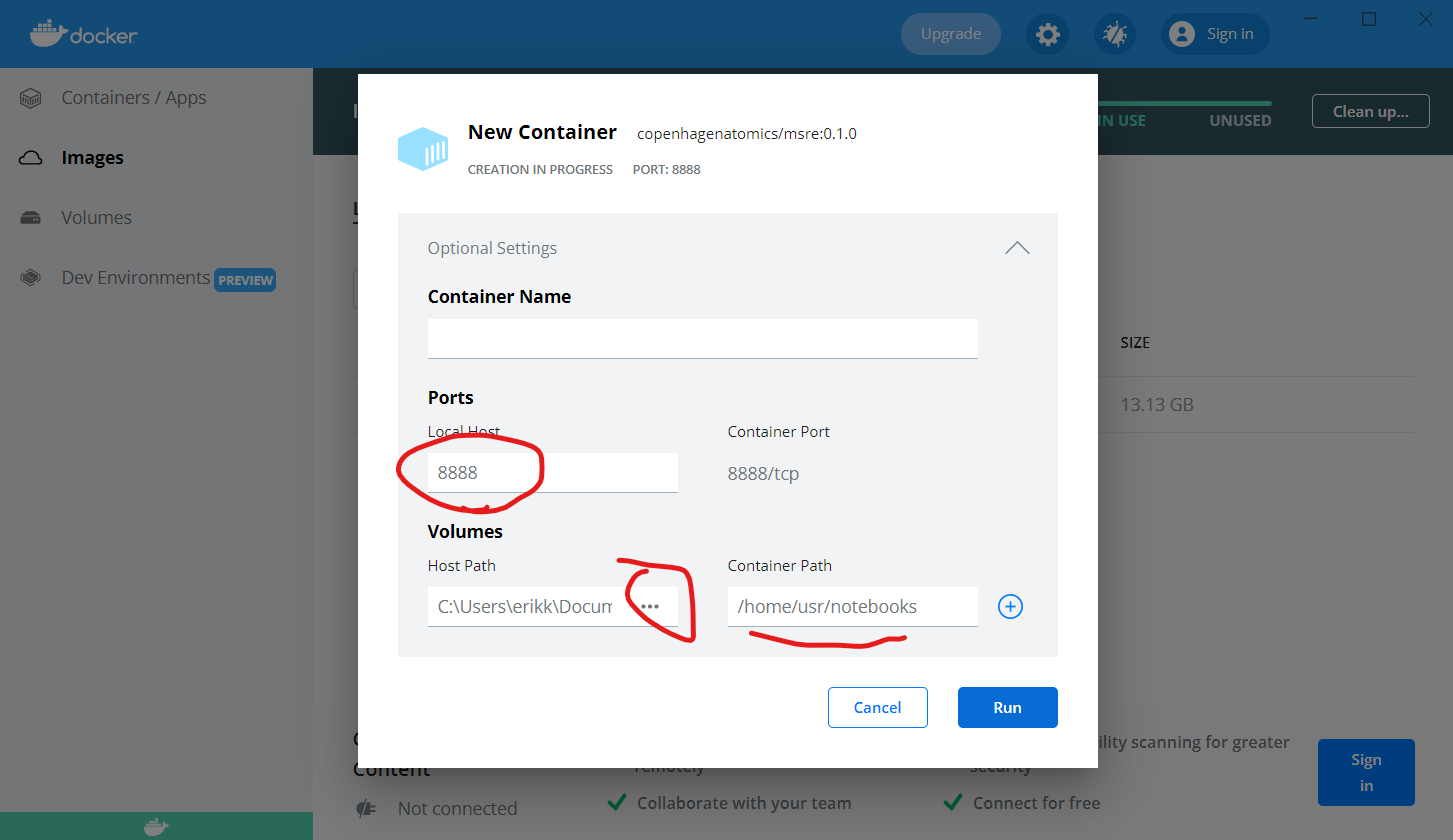 docker
Upgrade
Sign in
Containers / Apps
Images
Volumes
Dev Environments PREVIEW
IN USE
UNUSED
Clean up...
New Container copenhagenatomics/msre:0.1.0
CREATION IN PROGRESS PORT: 8888
Optional Settings
Container Name
Ports
Local Host Container Port
8888 8888/tcp
Volumes
Host Path Container Path
C:\Users\erikk\Docum ••• /home/usr/notebooks
Cancel Run
SIZE
13.13 GB
Content
Not connected
remotely
Collaborate with your team
ility scanning for greater
security
Connect for free
Sign
in